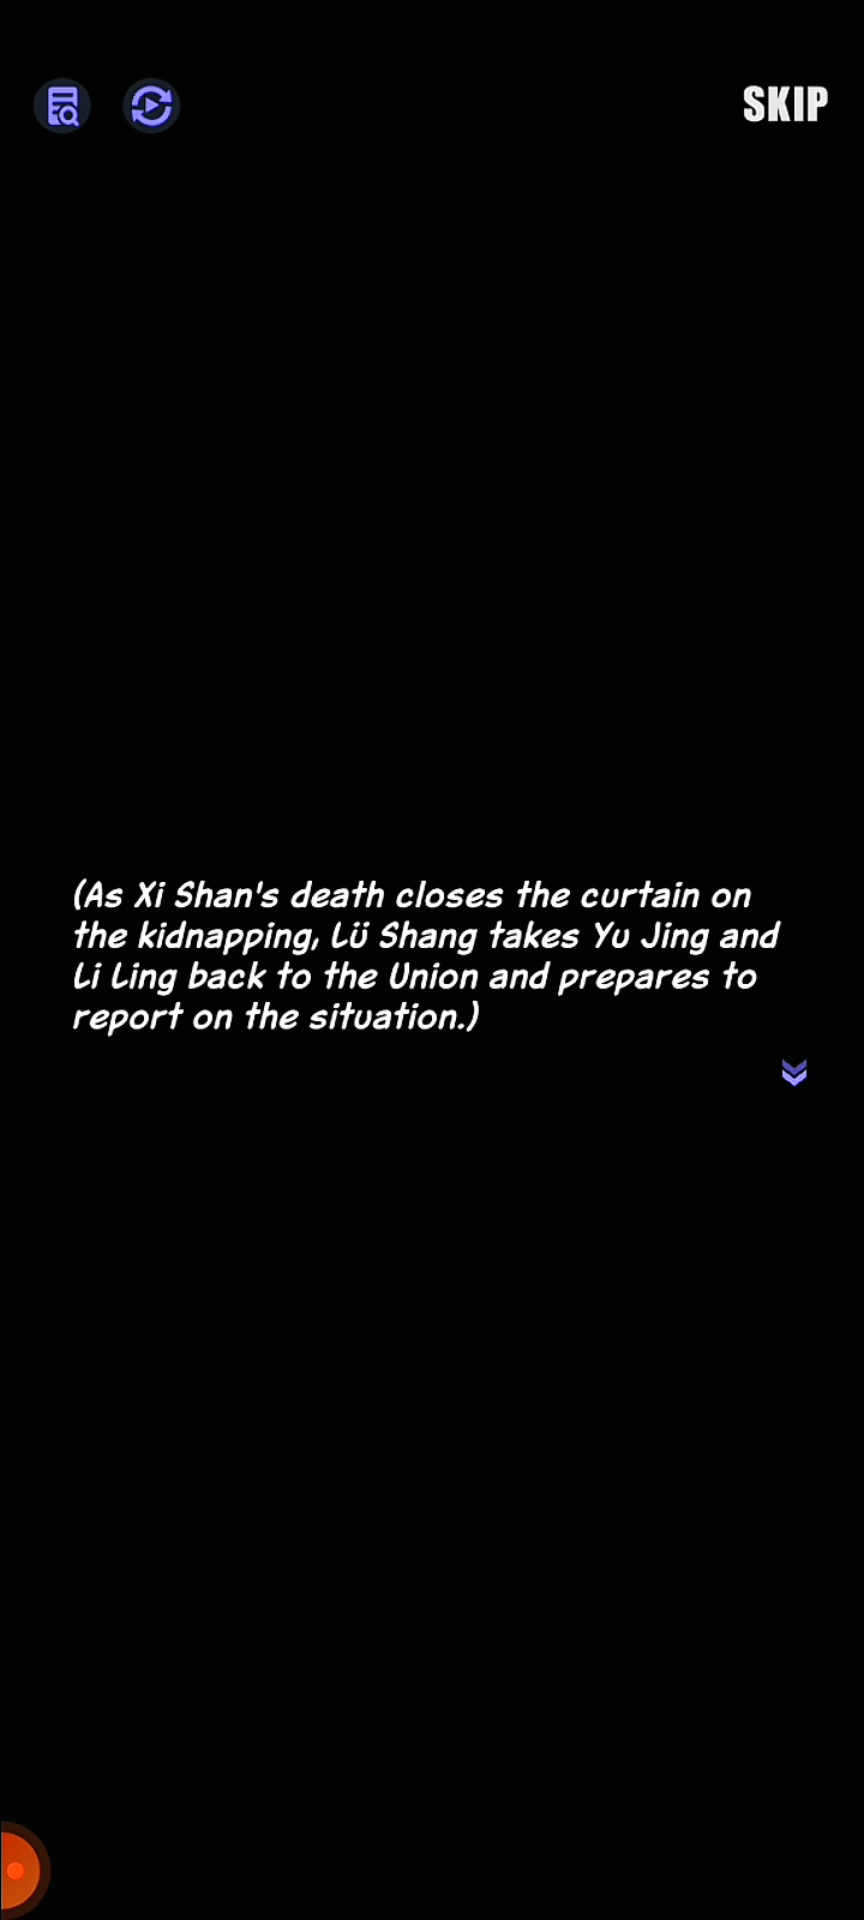 SKIP
(As Xi Shan's death closes the curtain on
the kidnapping, Lü Shang takes Yu Jing and
Li Ling back to the Union and prepares to
report on the situation.)